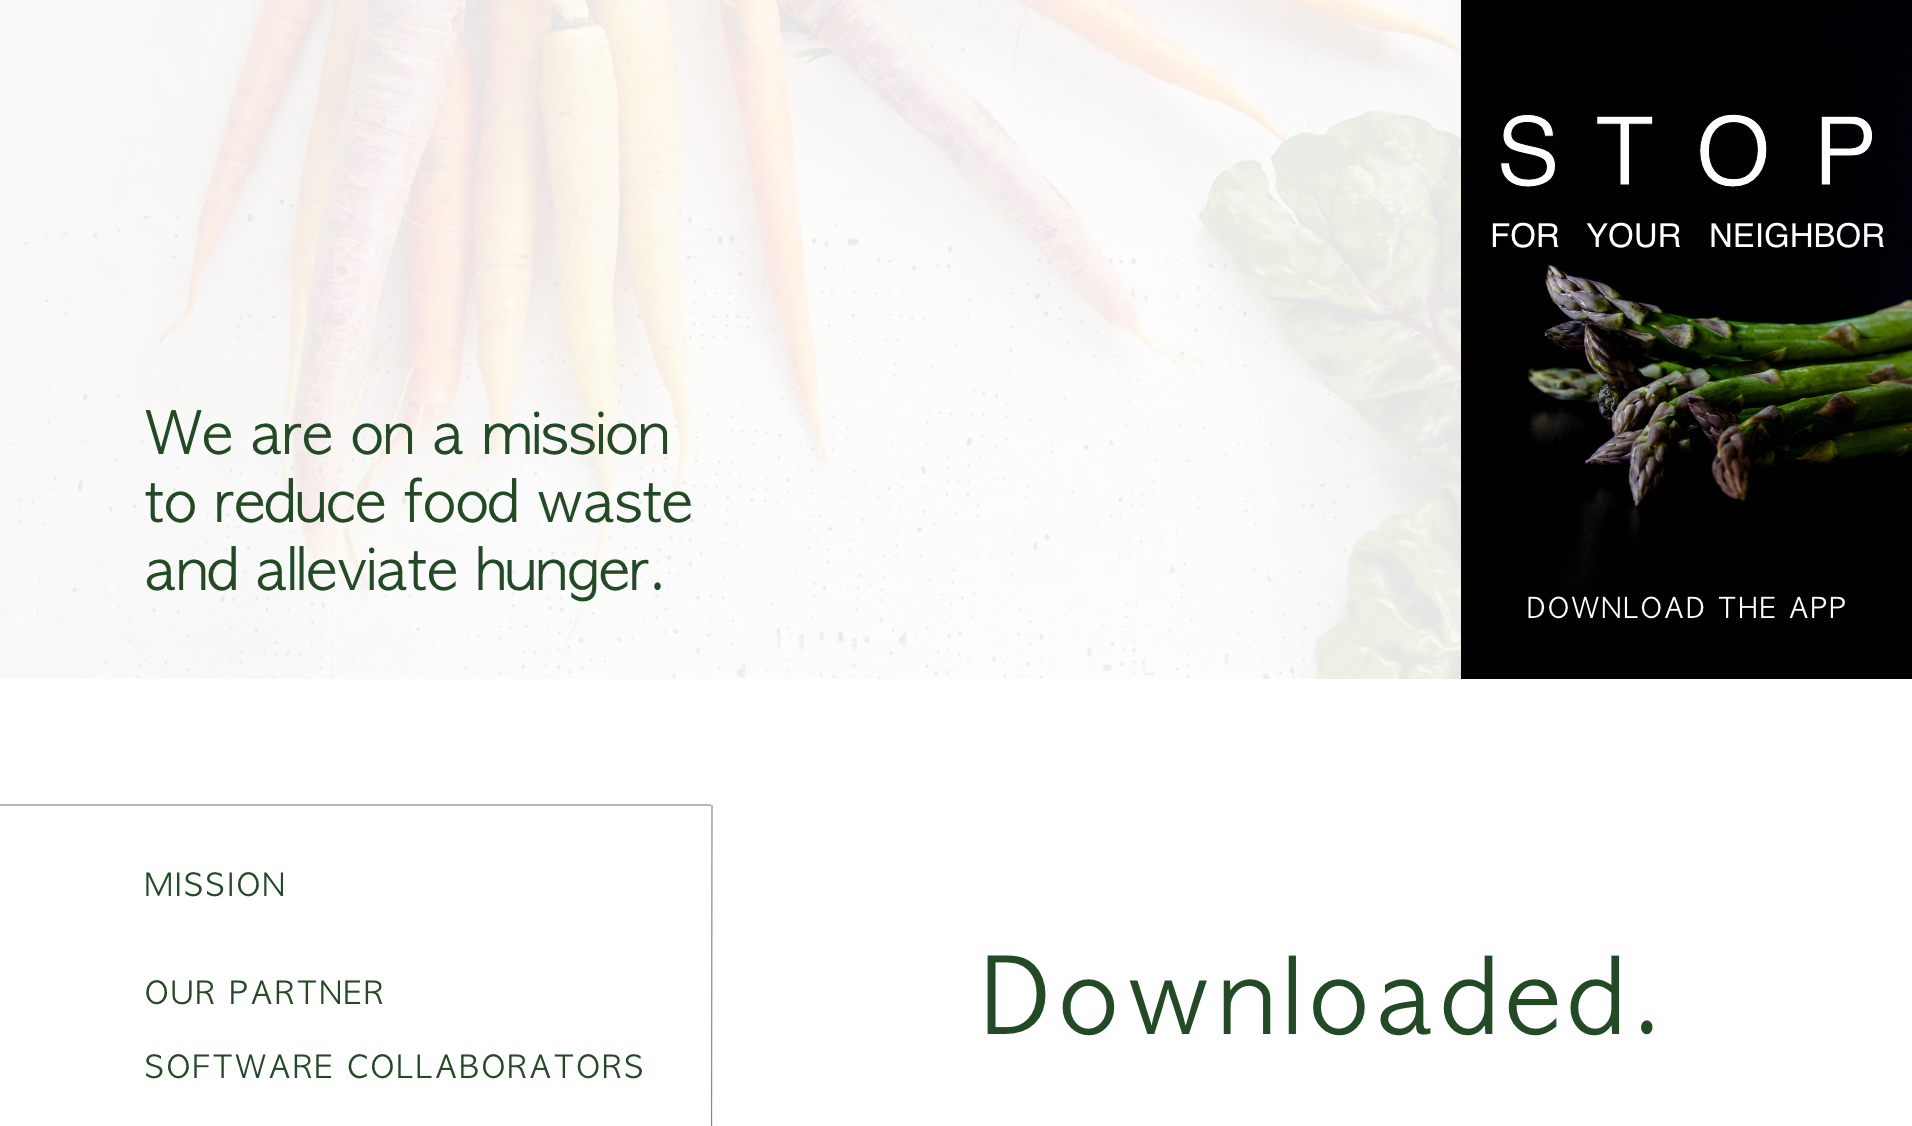 We are on a mission
to reduce food waste
and alleviate hunger.
STOP
FOR YOUR NEIGHBOR
DOWNLOAD THE APP
MISSION
OUR PARTNER
SOFTWARE COLLABORATORS
Downloaded.